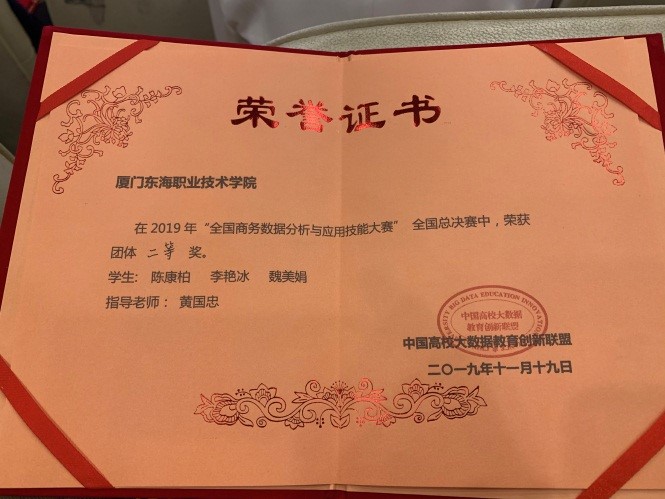 荣誉证书
厦门东海职业技术学院
在2019年“全国商务数据分析与应用技能大赛” 全国总决赛中，荣获
团体 二等 奖。
学生： 陈康柏 李艳冰 魏美娟
指导老师： 黄国忠
中国高校大数据
教育创新联盟
中国高校大数据教育创新联盟
二〇一九年十一月十九日